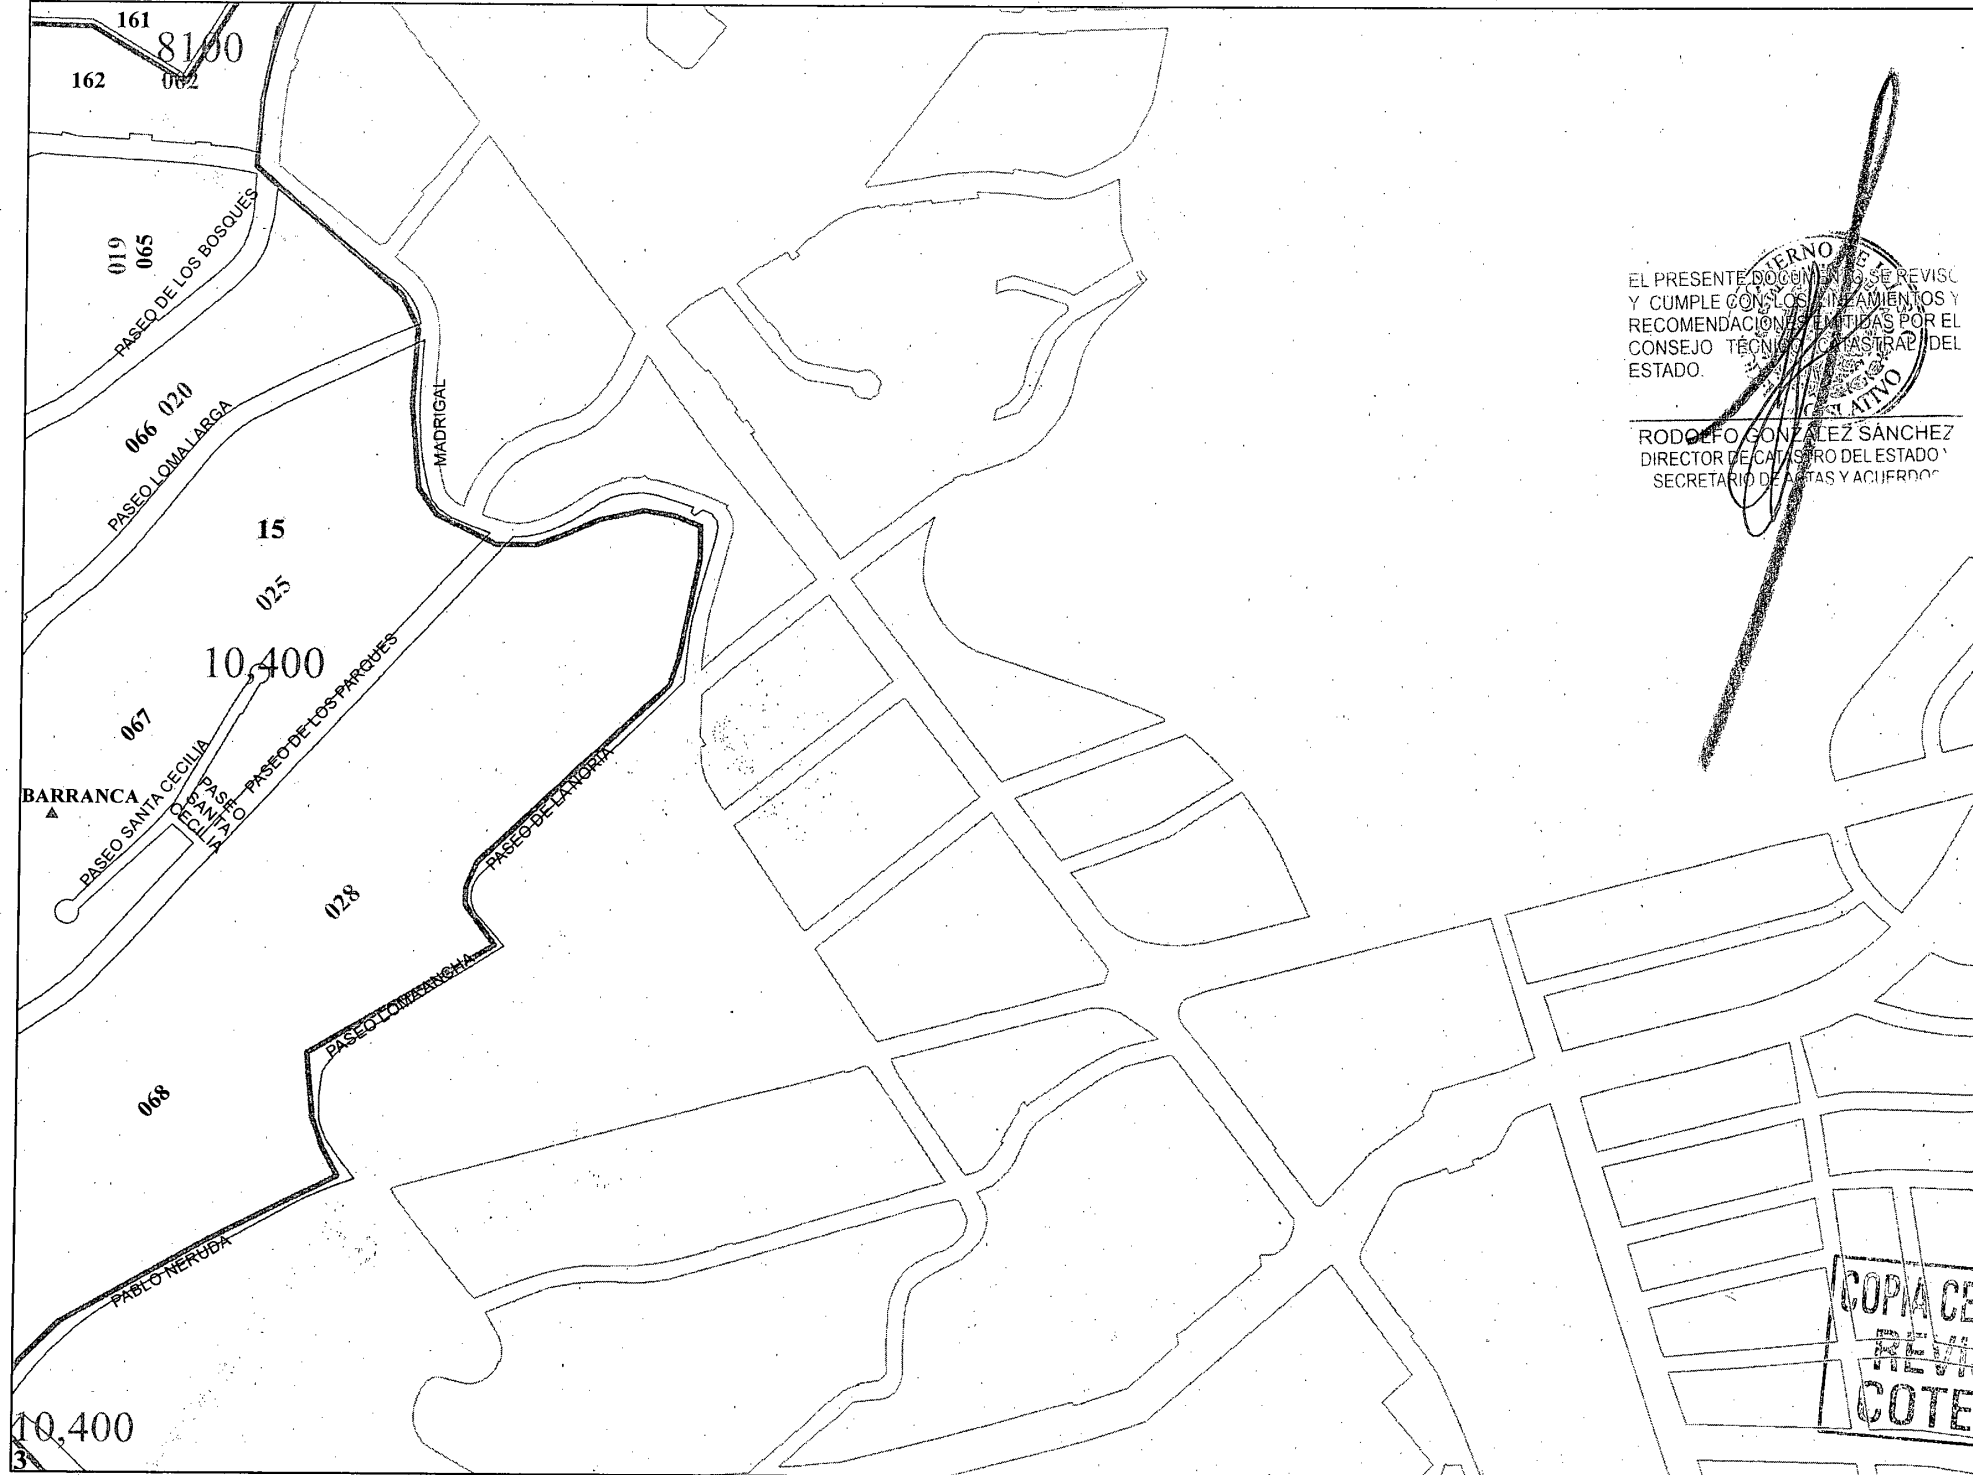 161
8100
162
062
PASEO DE LOS BOSQUES
019
065
066 020
PASEO LOMA LARGA
MADRIGAL
15
025
10,400
067
PASEO DE LOS PARQUES
BARRANCA
PASEO SANTA CECILIA
PASEO
SANTA
CECILIA
028
PASEO DE LA NORIA
PASEO LOMA ANCHA
068
PABLO NERUDA
10,400
3
EL PRESENTE DOCUMENTO SE REVISÓ
Y CUMPLE CON LOS LINEAMIENTOS Y
RECOMENDACIONES EMITIDAS POR EL
CONSEJO TÉCNICO CATASTRAL DEL
ESTADO.
RODOLFO GONZÁLEZ SÁNCHEZ
DIRECTOR DE CATASTRO DEL ESTADO Y
SECRETARIO DE ACTAS Y ACUERDOS
COPIA CE
REVI
COTE